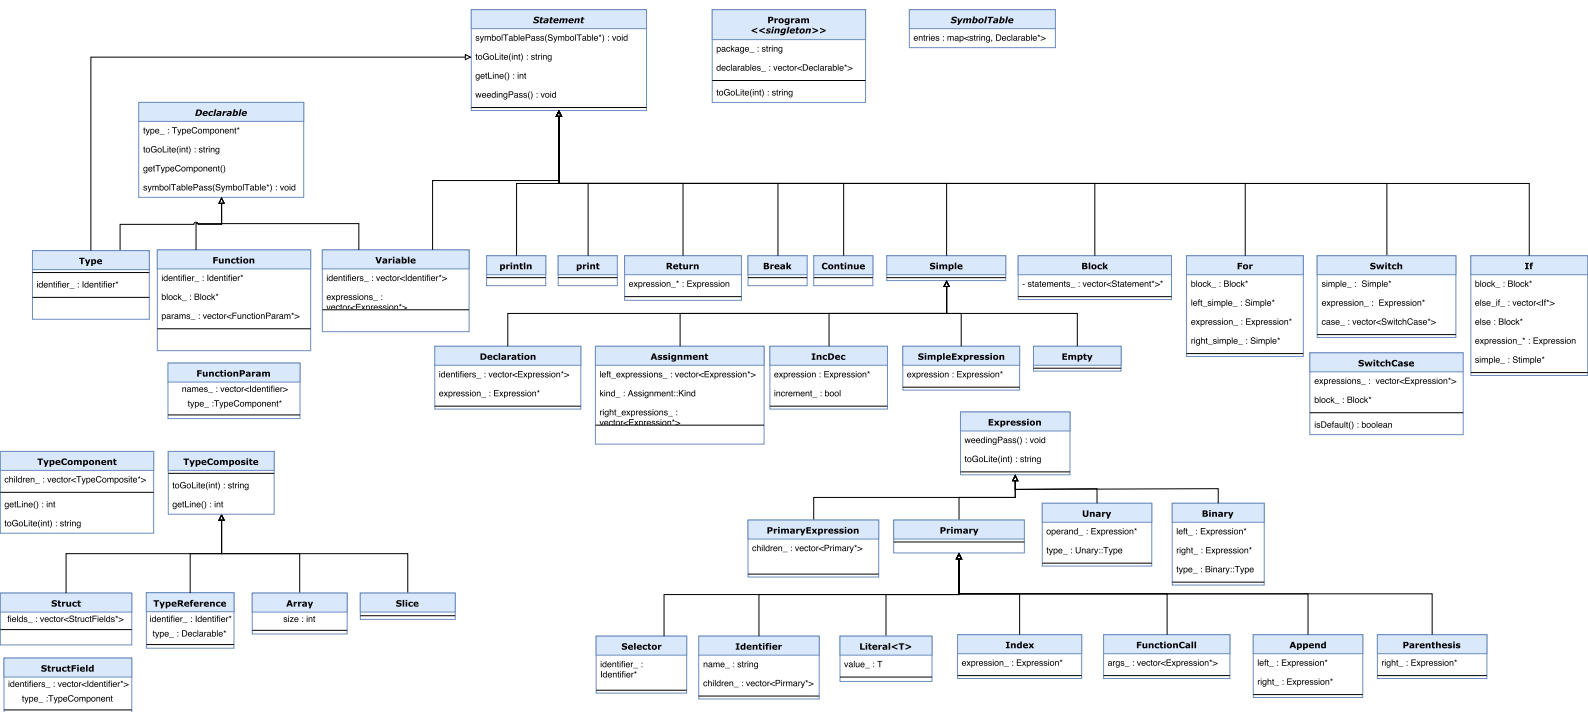 Statement
symbolTablePass(SymbolTable*) : void
toGoLite(int) : string
getLine() : int
weedingPass() : void
Program
<<singleton>>
package_ : string
declarables_ : vector<Declarable*>
toGoLite(int) : string
SymbolTable
entries : map<string, Declarable*>
Declarable
type_ : TypeComponent*
toGoLite(int) : string
getTypeComponent()
symbolTablePass(SymbolTable*) : void
Type
identifier_ : Identifier*
Function
identifier_ : Identifier*
block_ : Block*
params_ : vector<FunctionParam*>
Variable
identifiers_ : vector<Identifier*>
expressions_ :
vector<Expression*>
println
print
Return
expression_* : Expression
Break
Continue
Simple
Block
- statements_ : vector<Statement*>*
For
block_ : Block*
left_simple_ : Simple*
expression_ : Expression*
right_simple_ : Simple*
Switch
simple_ : Simple*
expression_ : Expression*
case_ : vector<SwitchCase*>
If
block_ : Block*
else_if_ : vector<If*>
else : Block*
expression_* : Expression
simple_ : Stimple*
Declaration
identifiers_ : vector<Expression*>
expression_ : Expression*
Assignment
left_expressions_ : vector<Expression*>
kind_ : Assignment::Kind
right_expressions_ :
vector<Expression*>
IncDec
expression : Expression*
increment_ : bool
SimpleExpression
expression : Expression*
Empty
SwitchCase
expressions_ : vector<Expression*>
block_ : Block*
isDefault() : boolean
FunctionParam
names_ : vector<Identifier>
type_ :TypeComponent*
Expression
weedingPass() : void
toGoLite(int) : string
TypeComponent
children_ : vector<TypeComposite*>
getLine() : int
toGoLite(int) : string
TypeComposite
toGoLite(int) : string
getLine() : int
PrimaryExpression
children_ : vector<Primary*>
Primary
Unary
operand_ : Expression*
type_ : Unary::Type
Binary
left_ : Expression*
right_ : Expression*
type_ : Binary::Type
Struct
fields_ : vector<StructFields*>
TypeReference
identifier_ : Identifier*
type_ : Declarable*
Array
size : int
Slice
Selector
identifier_ :
Identifier*
Identifier
name_ : string
children_ : vector<Pirmary*>
Literal<T>
value_ : T
Index
expression_ : Expression*
FunctionCall
args_ : vector<Expression*>
Append
left_ : Expression*
right_ : Expression*
Parenthesis
right_ : Expression*
StructField
identifiers_ : vector<Identifier*>
type_ :TypeComponent